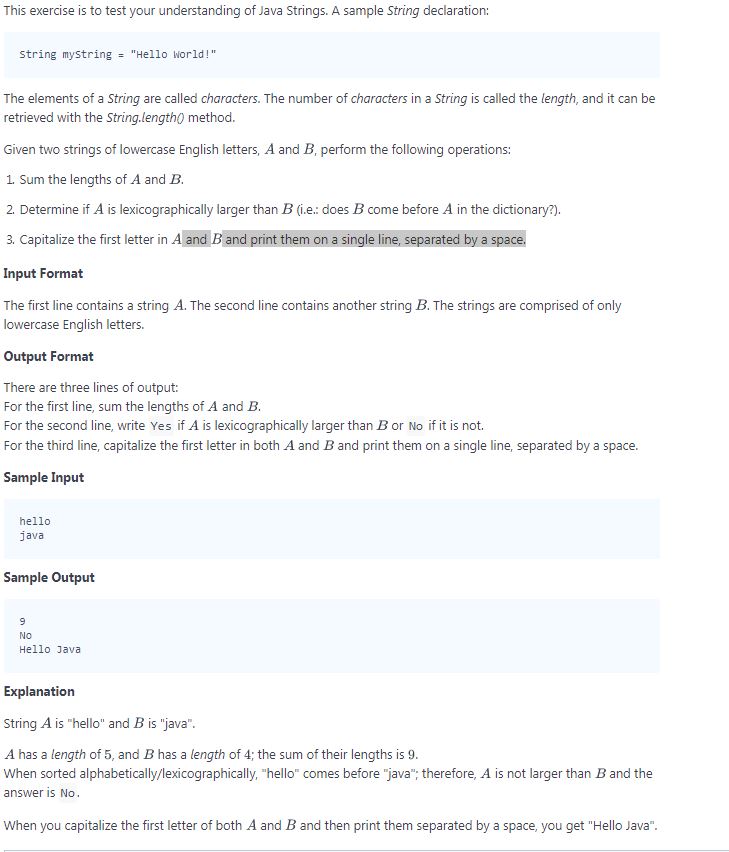 This exercise is to test your understanding of Java Strings. A sample String declaration:
String myString = "Hello World!"
The elements of a String are called characters. The number of characters in a String is called the length, and it can be
retrieved with the String.length() method.
Given two strings of lowercase English letters, A and B, perform the following operations:
1. Sum the lengths of A and B.
2. Determine if A is lexicographically larger than B (i.e.: does B come before A in the dictionary?).
3. Capitalize the first letter in A and B and print them on a single line, separated by a space.
Input Format
The first line contains a string A. The second line contains another string B. The strings are comprised of only
lowercase English letters.
Output Format
There are three lines of output:
For the first line, sum the lengths of A and B.
For the second line, write Yes if A is lexicographically larger than B or No if it is not.
For the third line, capitalize the first letter in both A and B and print them on a single line, separated by a space.
Sample Input
hello
java
Sample Output
9
No
Hello Java
Explanation
String A is "hello" and B is "java".
A has a length of 5, and B has a length of 4; the sum of their lengths is 9.
When sorted alphabetically/lexicographically, "hello" comes before "java"; therefore, A is not larger than B and the
answer is No.
When you capitalize the first letter of both A and B and then print them separated by a space, you get "Hello Java".